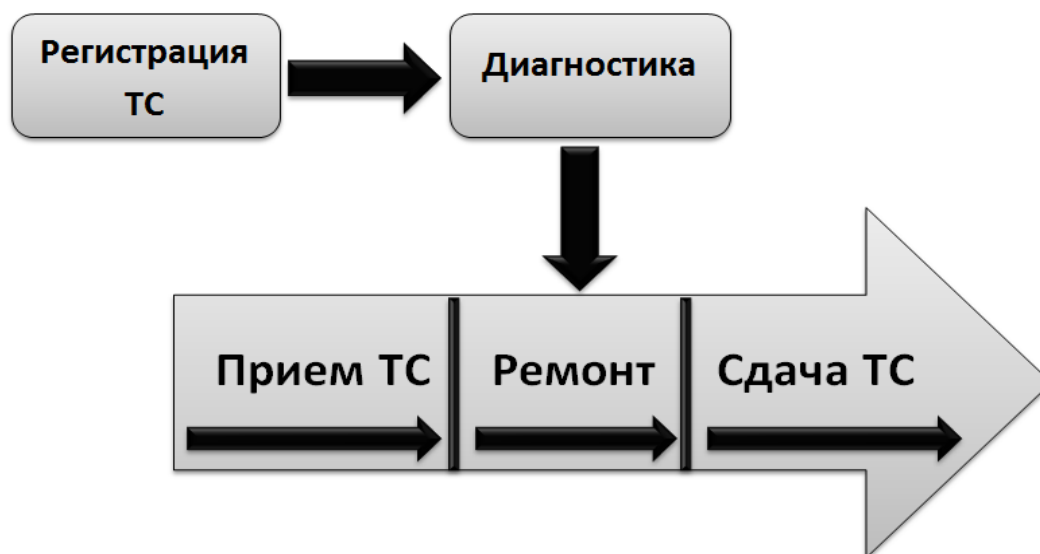 Регистрация
ТС
Диагностика
Прием ТС
Ремонт
Сдача ТС